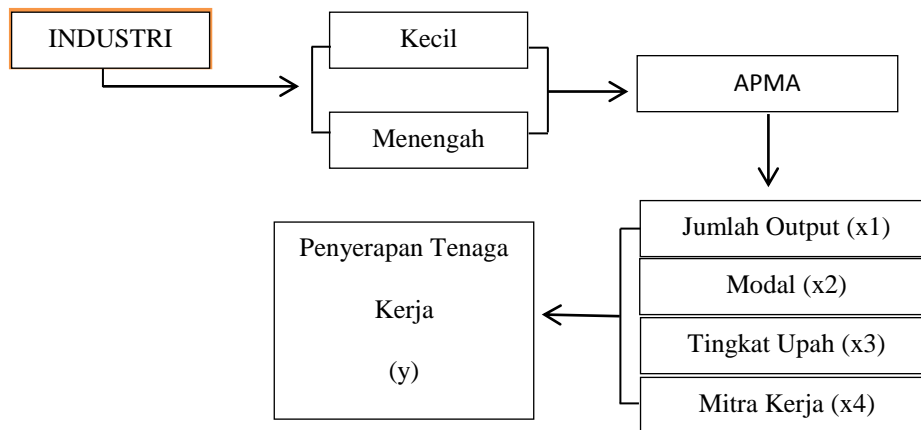 INDUSTRI
Kecil
Menengah
APMA
Jumlah Output (x1)
Modal (x2)
Tingkat Upah (x3)
Mitra Kerja (x4)
Penyerapan Tenaga
Kerja
(y)